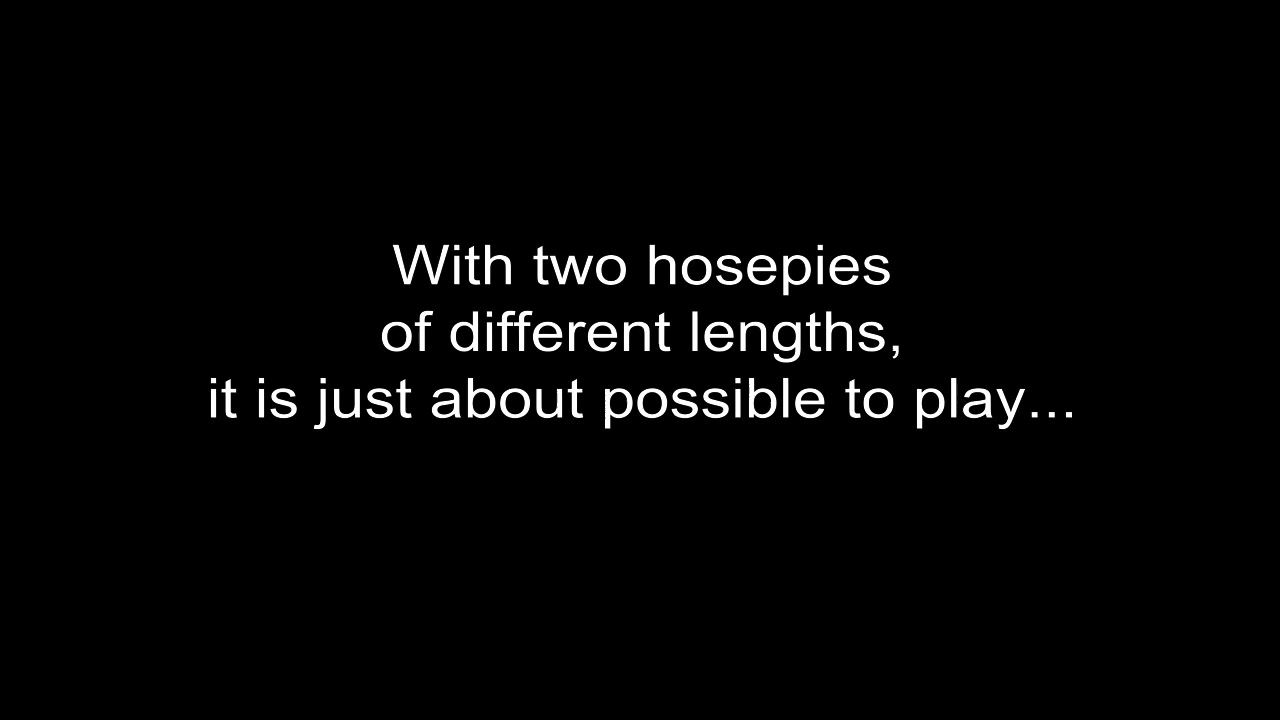 With two hosepies
of different lengths,
it is just about possible to play...